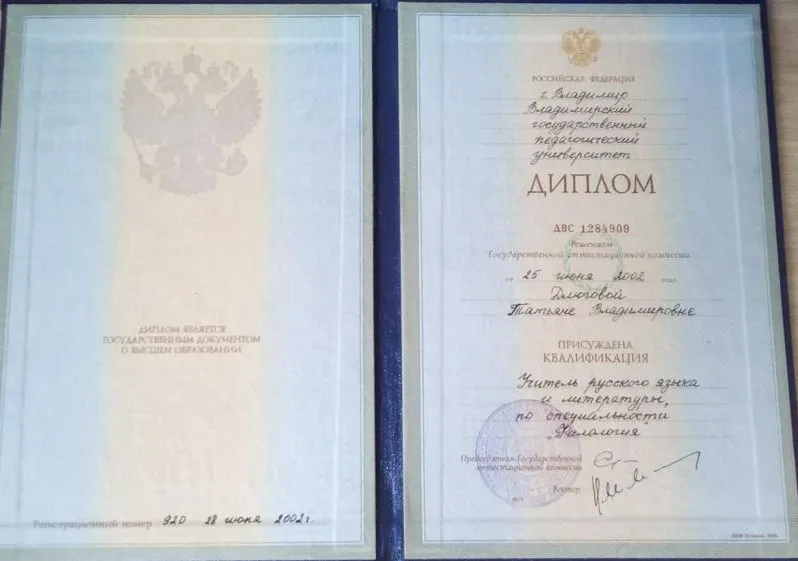 ДИПЛОМ ЯВЛЯЕТСЯ
ГОСУДАРСТВЕННЫМ ДОКУМЕНТОМ
О ВЫСШЕМ ОБРАЗОВАНИИ
Регистрационный номер 920 28 июня 2002г.
РОССИЙСКАЯ ФЕДЕРАЦИЯ
г. Владимир
Владимирский
государственный
педагогический
университет
ДИПЛОМ
ДВС 1284909
Решением
Государственной аттестационной комиссии
от 25 июня 2002 года
Длюговой
Татьяне Владимировне
ПРИСУЖДЕНА
КВАЛИФИКАЦИЯ
Учитель русского языка
и литературы,
по специальности
"Филология"
Председатель Государственной
аттестационной комиссии
Ректор